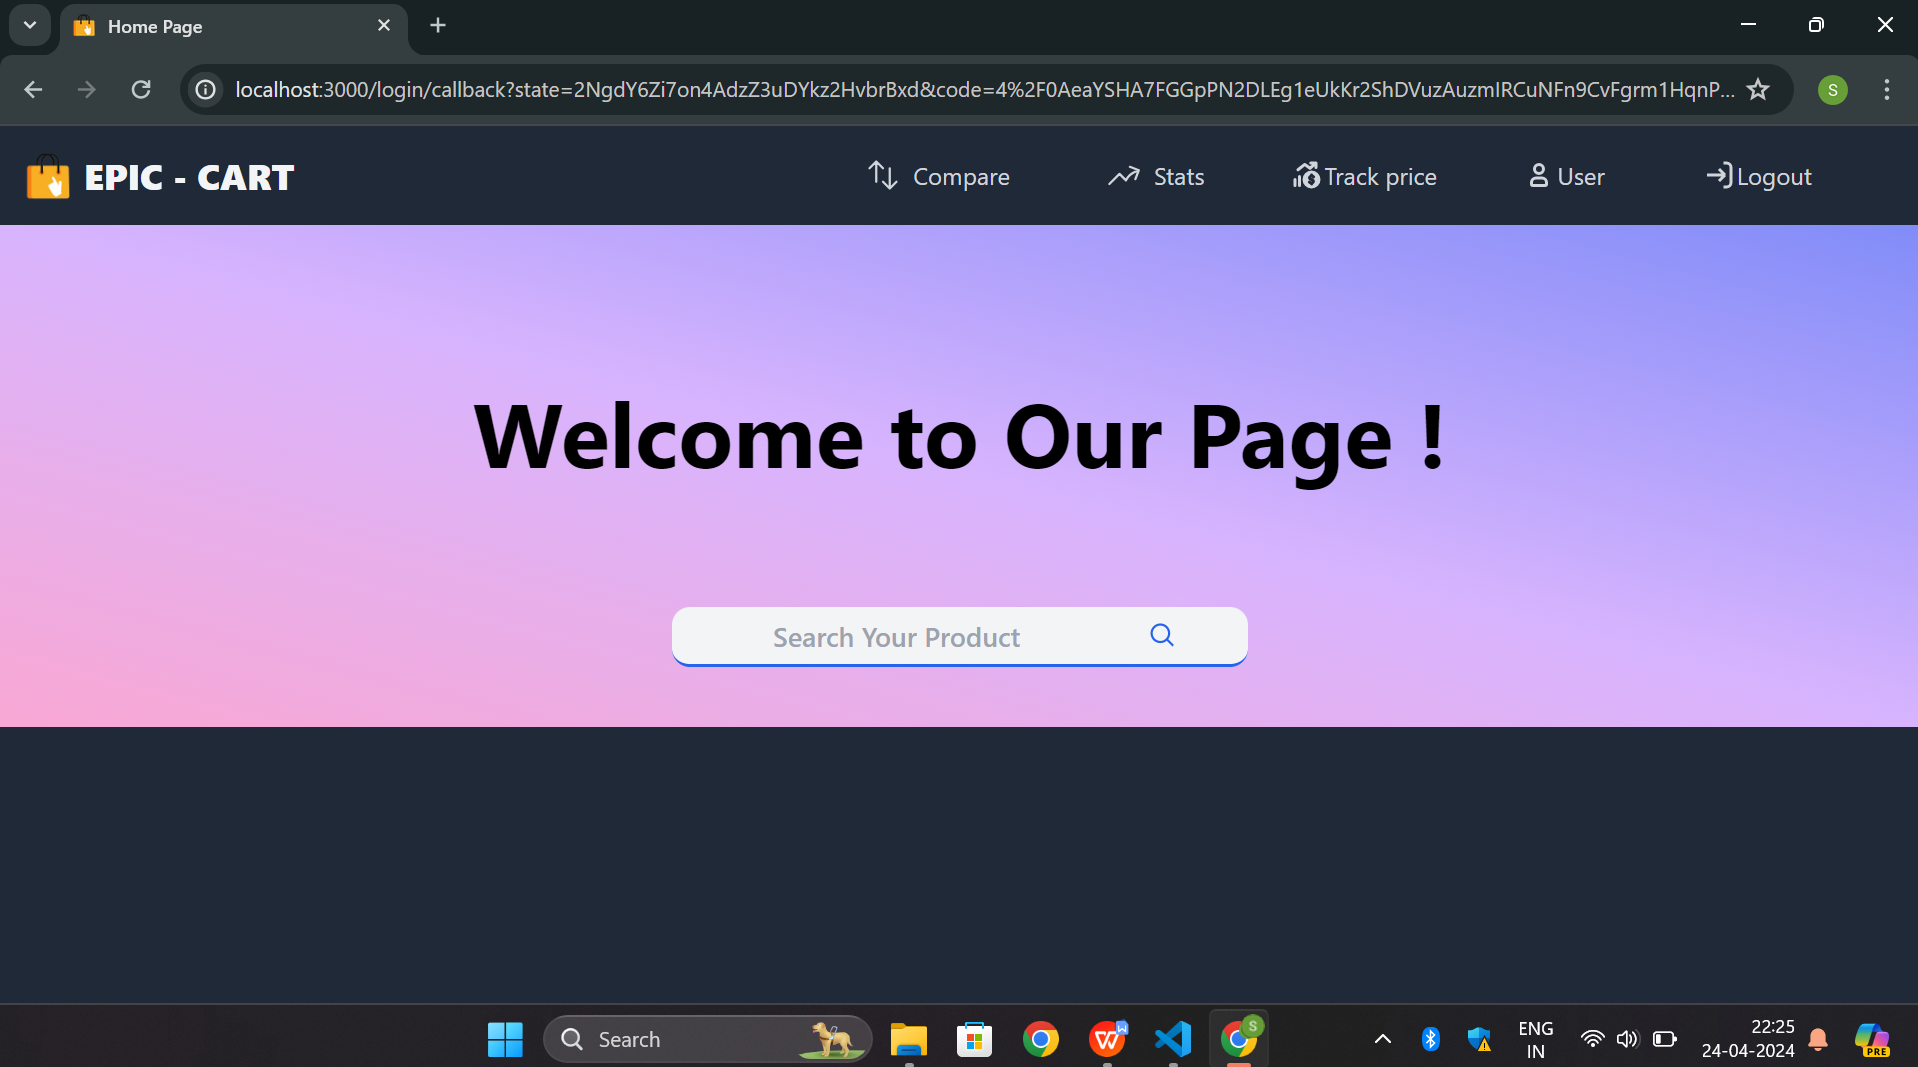 Home Page
localhost:3000/login/callback?state=2NgdY6Zi7on4AdzZ3uDYkz2HvbrBxd&code=4%2F0AeaYSHA7FGGpPN2DLEg1eUkKr2ShDVuzAuzmIRCuNFn9CvFgrm1HqnP...
S
EPIC - CART
Compare
Stats
Track price
User
Logout
Welcome to Our Page !
Search Your Product
Search
W
S
ENG
IN
22:25
24-04-2024
PRE